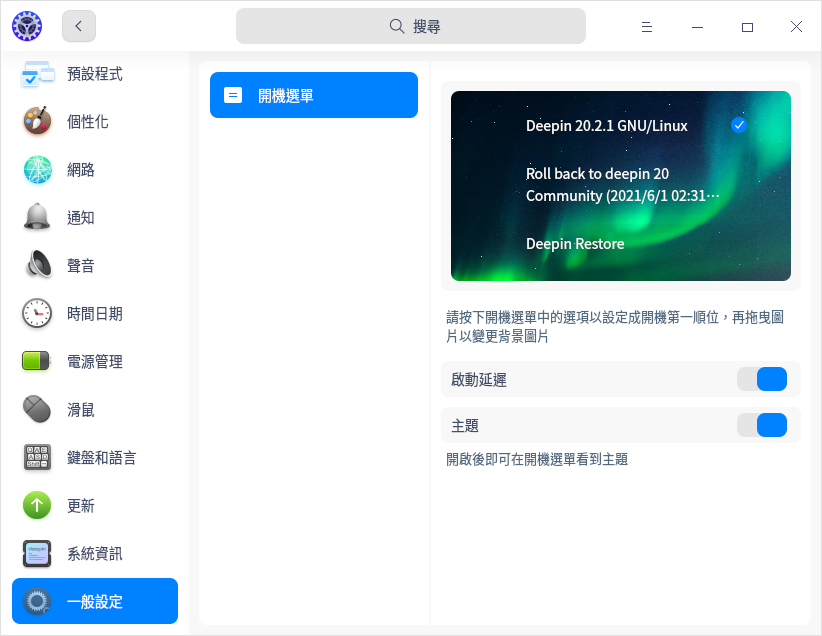 搜尋
預設程式
個性化
網路
通知
聲音
時間日期
電源管理
滑鼠
鍵盤和語言
更新
系統資訊
一般設定
開機選單
Deepin 20.2.1 GNU/Linux
Roll back to deepin 20
Community (2021/6/1 02:31⋯
Deepin Restore
請按下開機選單中的選項以設定成開機第一順位，再拖曳圖
片以變更背景圖片
啟動延遲
主題
開啟後即可在開機選單看到主題